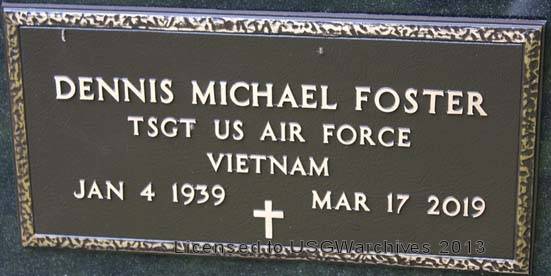 DENNIS MICHAEL FOSTER
TSGT US AIR FORCE
VIETNAM
JAN 4 1939 MAR 17 2019
Licensed to USGWarchives 2013